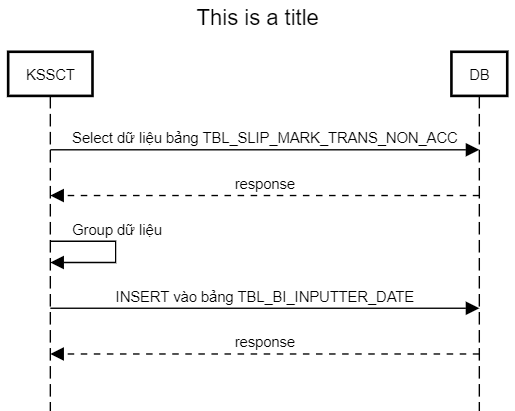 This is a title
KSSCT
DB
Select dữ liệu bảng TBL_SLIP_MARK_TRANS_NON_ACC
response
Group dữ liệu
INSERT vào bảng TBL_BI_INPUTTER_DATE
response